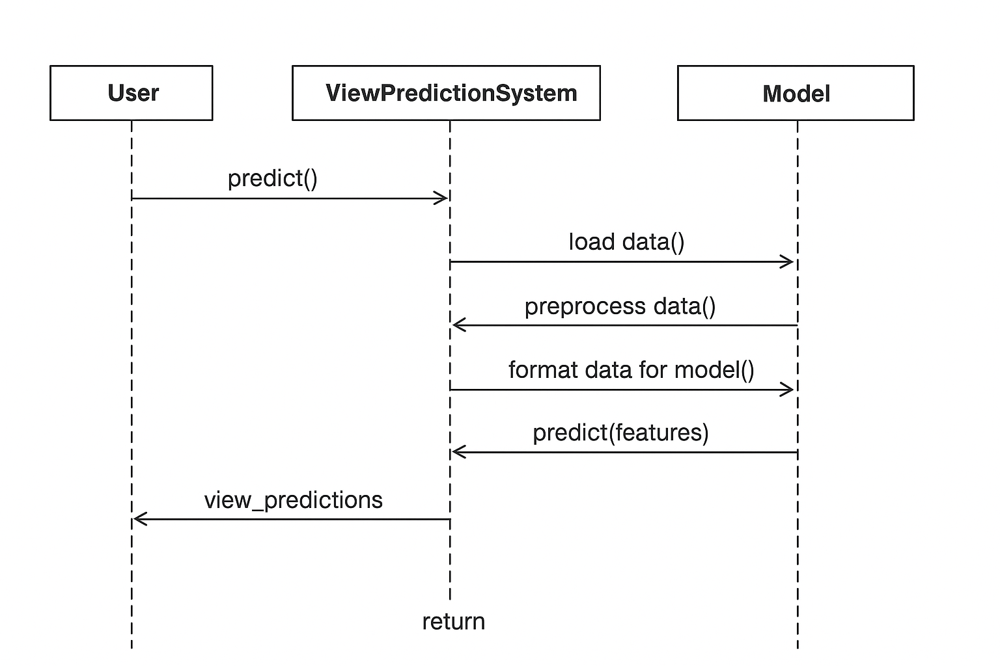 User
ViewPredictionSystem
Model
predict()
load data()
preprocess data()
format data for model()
predict(features)
view_predictions
return